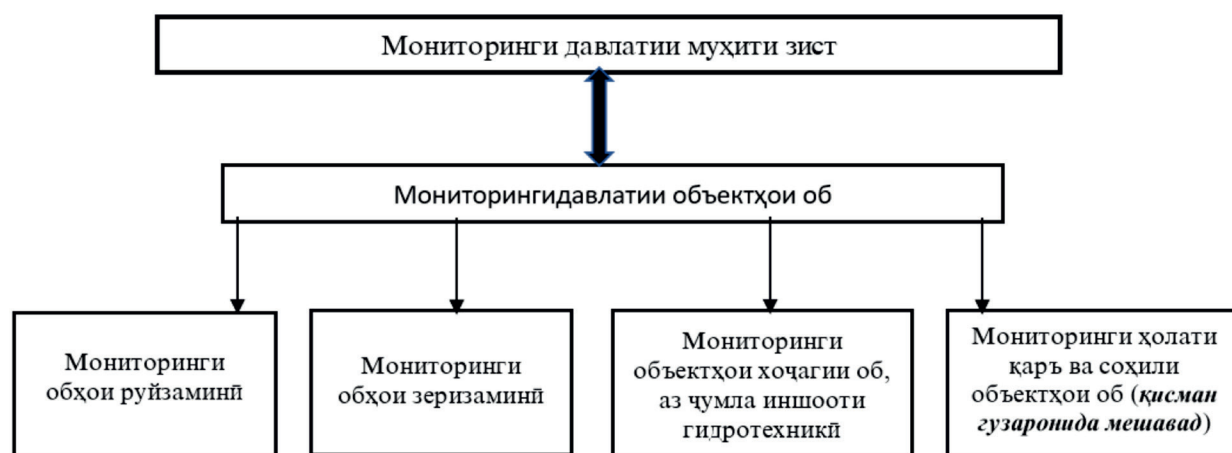 Мониторинги давлатии муҳити зист
Мониторингидавлатии объектҳои об
Мониторинги
обҳои руйзаминӣ
Мониторинги
обҳои зеризаминӣ
Мониторинги
объектҳои хоҷагии об,
аз ҷумла иншооти
гидротехникӣ
Мониторинги ҳолати
қаръ ва соҳили
объектҳои об (қисман
гузаронида мешавад)